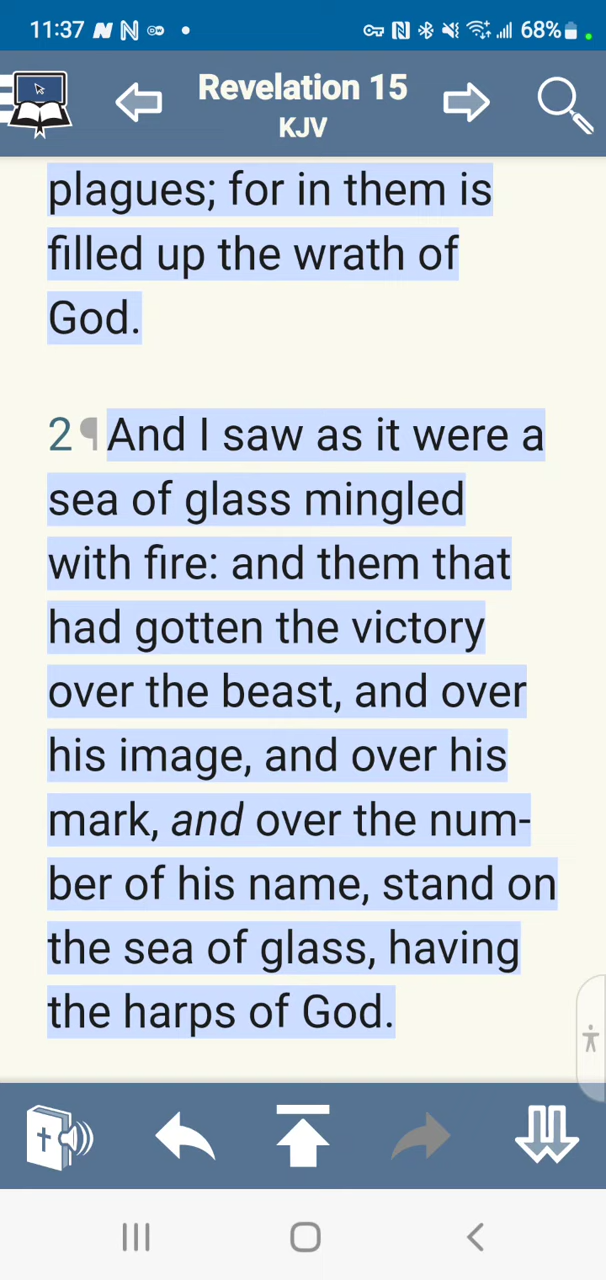 11:37 68%
Revelation 15
KJV
plagues; for in them is
filled up the wrath of
God.
2 ¶ And I saw as it were a
sea of glass mingled
with fire: and them that
had gotten the victory
over the beast, and over
his image, and over his
mark, and over the num-
ber of his name, stand on
the sea of glass, having
the harps of God.